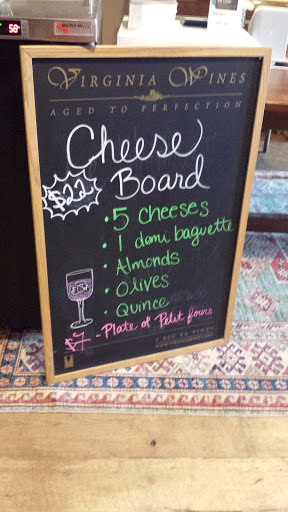 VIRGINIA WINES
AGED TO PERFECTION
Cheese
Board
$22
• 5 cheeses
• 1 demi baguette
• Almonds
• Olives
• Quince
$7 - Plate of Petit fours